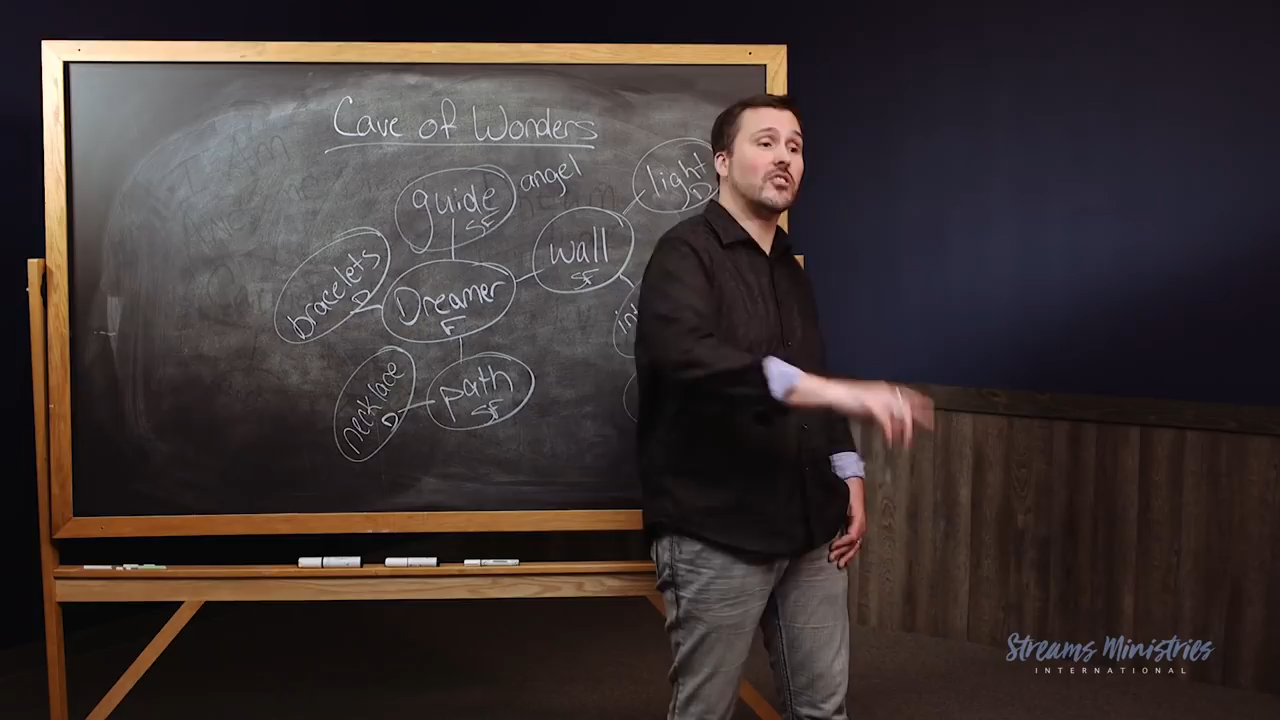 Cave of Wonders
guide SF angel
light D
bracelets D
Dreamer F
wall SF
necklace D
path SF
Streams Ministries
INTERNATIONAL